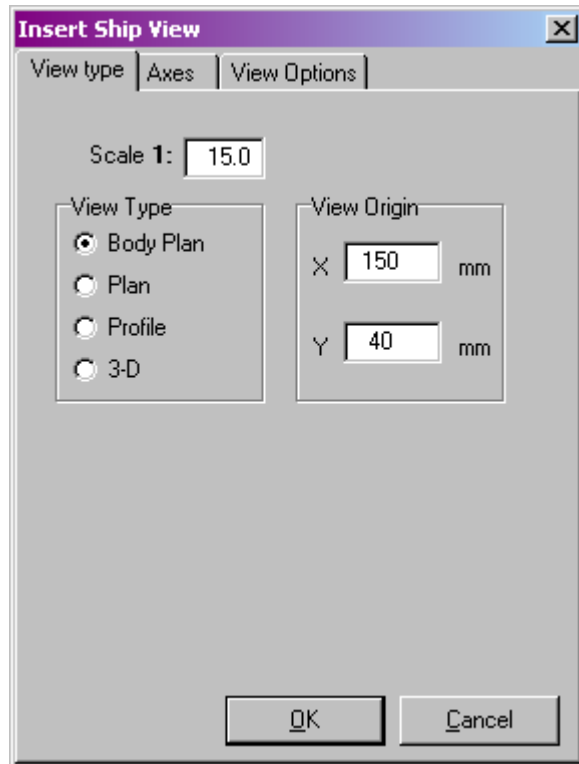 Insert Ship View
View type Axes View Options
Scale 1: 15.0
View Type
Body Plan
Plan
Profile
3-D
View Origin
X 150 mm
Y 40 mm
OK Cancel